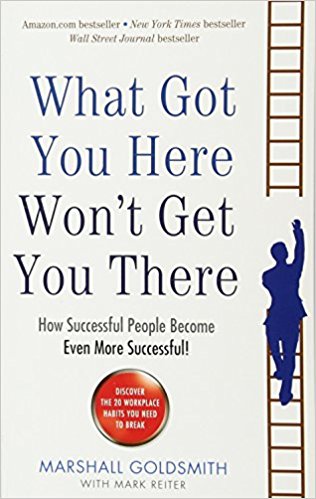 Amazon.com bestseller • New York Times bestseller
Wall Street Journal bestseller
What Got
You Here
Won't Get
You There
How Successful People Become
Even More Successful!
DISCOVER
THE 20 WORKPLACE
HABITS YOU NEED
TO BREAK
MARSHALL GOLDSMITH
WITH MARK REITER